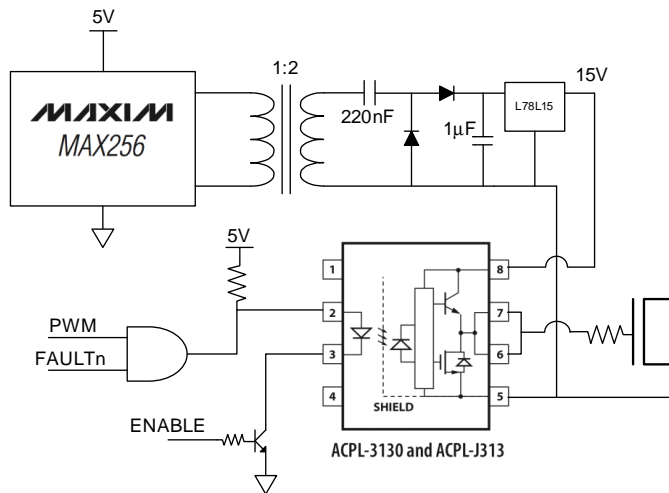 5V
MAXIM
MAX256
1:2
220nF
1µF
L78L15
15V
5V
PWM
FAULTn
ENABLE
1
2
3
4
8
7
6
5
SHIELD
ACPL-3130 and ACPL-J313